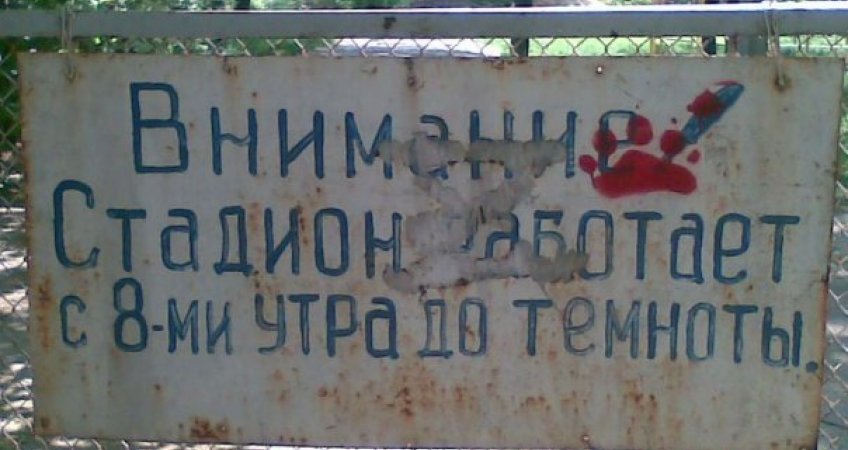 Внимание
Стадион работает
с 8-ми утра до темноты.